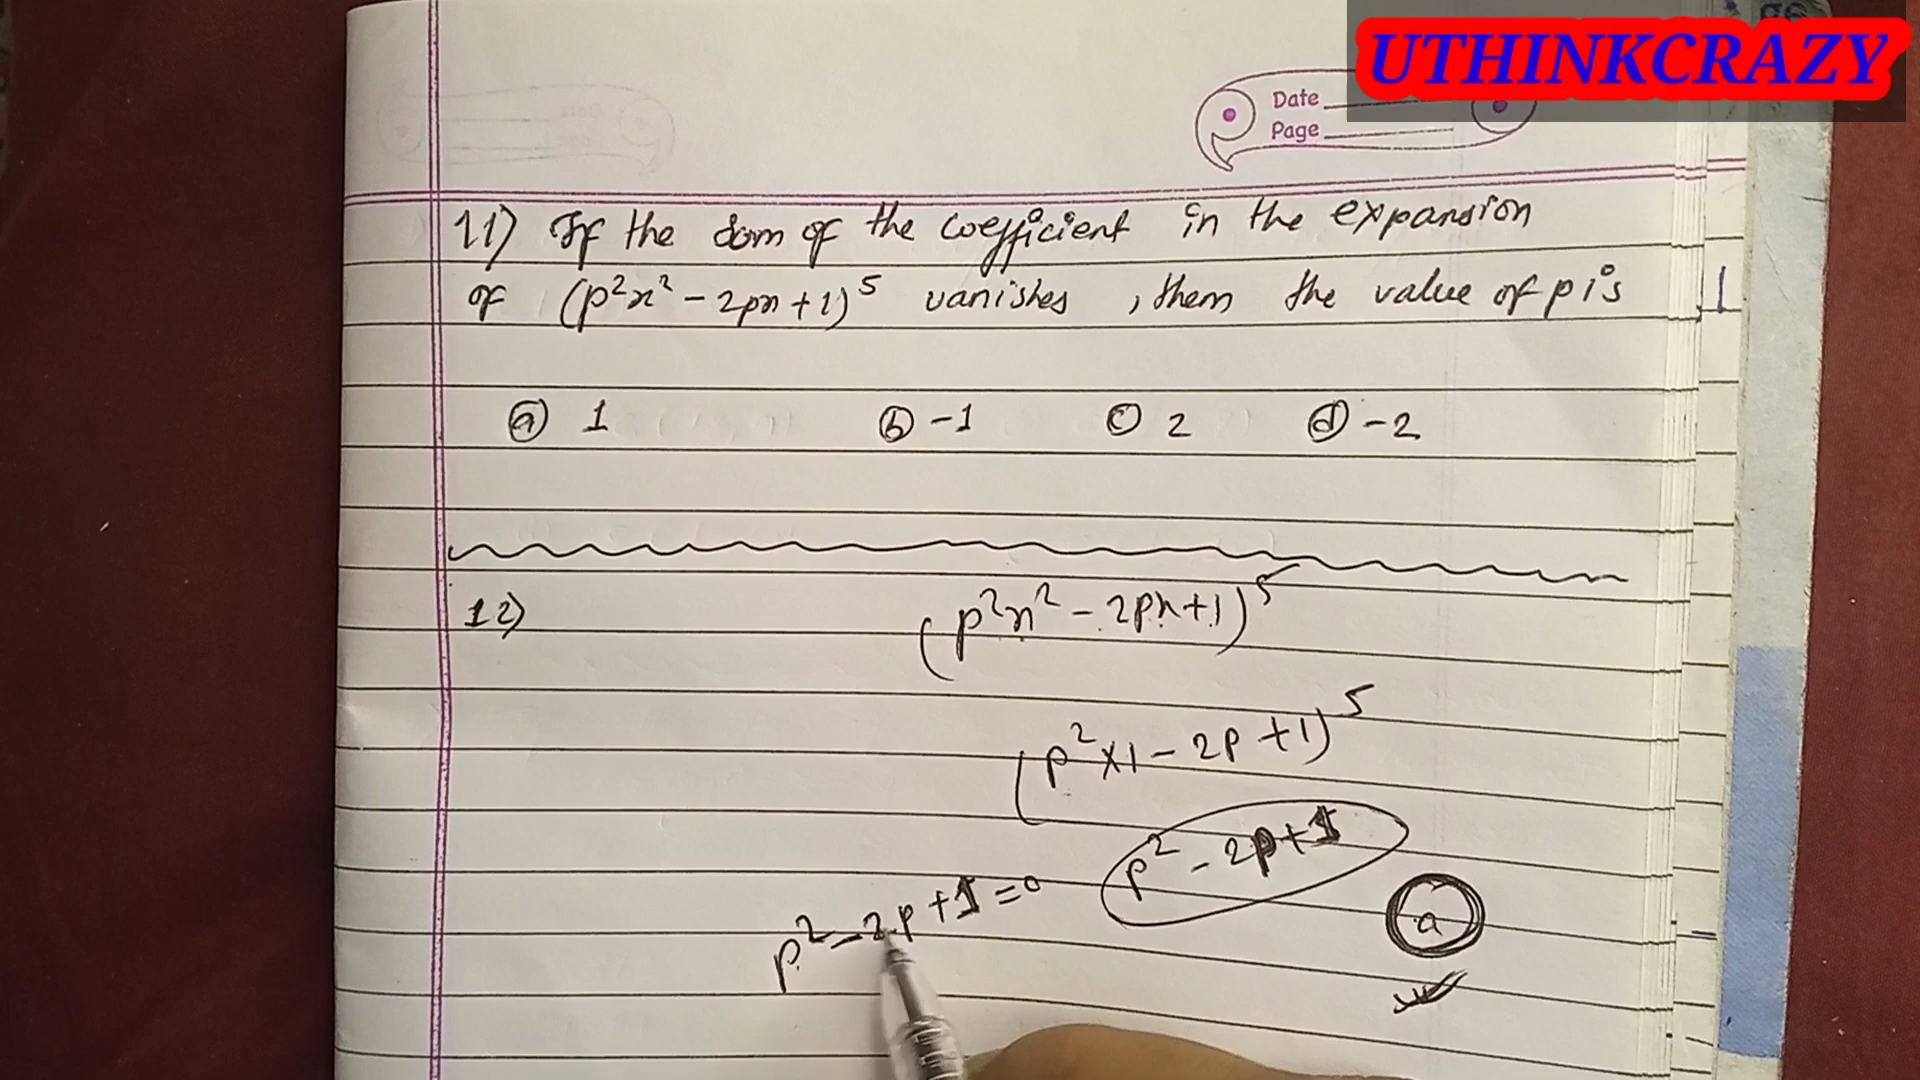 UTHINKCRAZY
Date
Page
11) If the som of the coefficient in the expansion
of (p²x² - 2px + 1)⁵ vanishes , them the value of p is
ⓐ 1 ⓑ -1 ⓒ 2 ⓓ -2
12) (p²x² - 2px + 1)⁵
(p² × 1 - 2p + 1)⁵
p² - 2p + 1
p² - 2p + 1 = 0
a